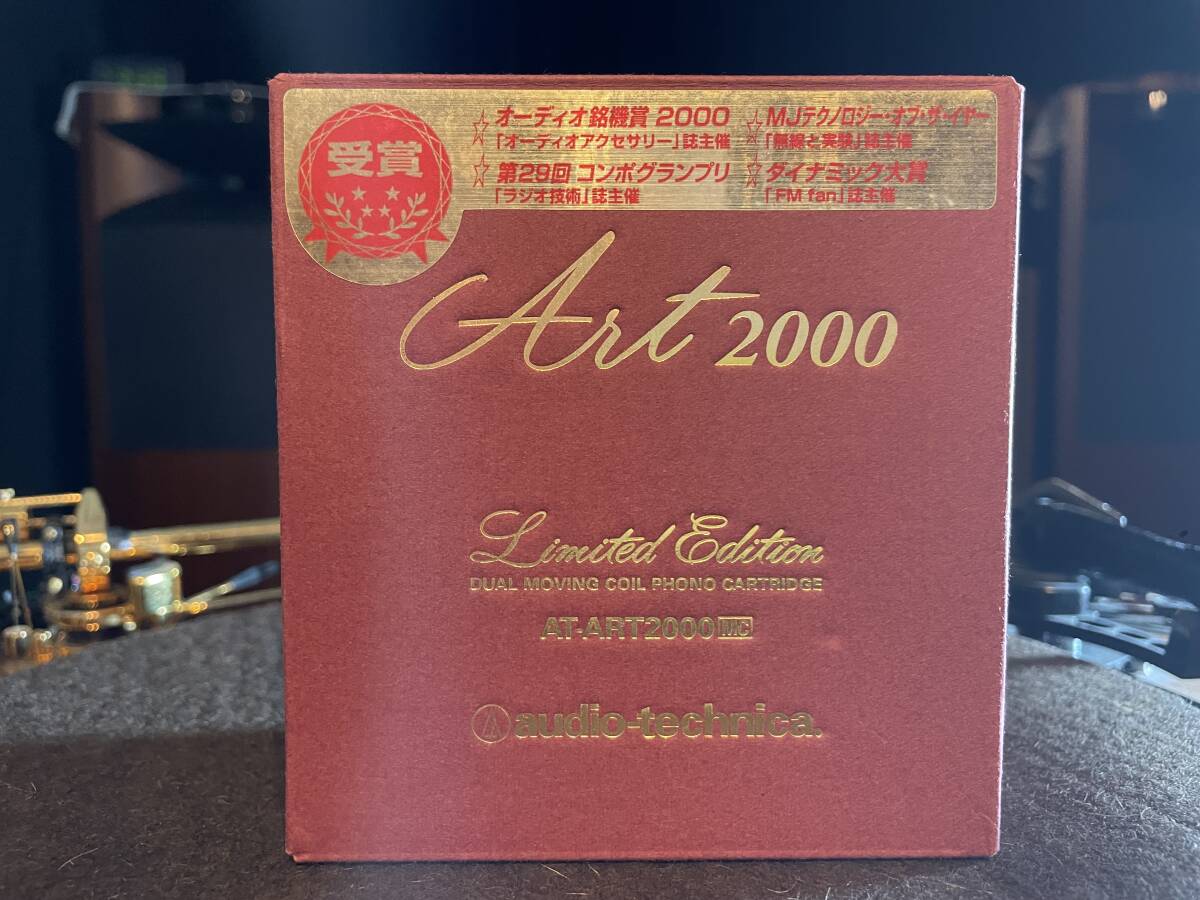 受賞
オーディオ銘機賞 2000
「オーディオアクセサリー」誌主催
第29回 コンポグランプリ
「ラジオ技術」誌主催
MJテクノロジー・オブ・ザ・イヤー
「無線と実験」誌主催
ダイナミック大賞
「FM fan」誌主催
Art 2000
Limited Edition
DUAL MOVING COIL PHONO CARTRIDGE
AT-ART2000 MC
audio-technica.